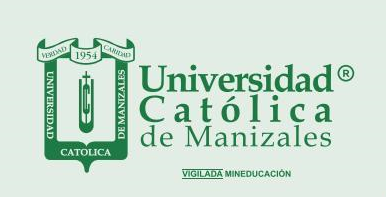 VERDAD 1954 CARIDAD
UNIVERSIDAD
CATOLICA
DE MANIZALES
Universidad®
Católica
de Manizales
VIGILADA MINEDUCACIÓN